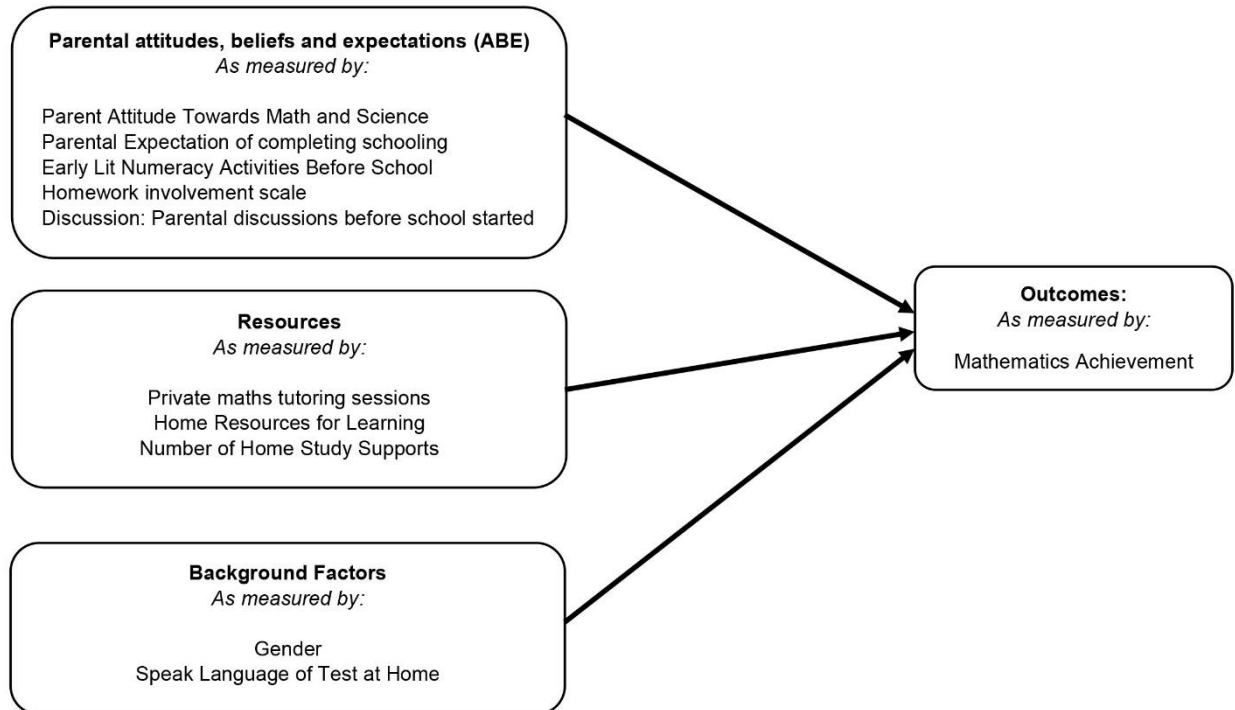 Parental attitudes, beliefs and expectations (ABE)
As measured by:
Parent Attitude Towards Math and Science
Parental Expectation of completing schooling
Early Lit Numeracy Activities Before School
Homework involvement scale
Discussion: Parental discussions before school started
Resources
As measured by:
Private maths tutoring sessions
Home Resources for Learning
Number of Home Study Supports
Background Factors
As measured by:
Gender
Speak Language of Test at Home
Outcomes:
As measured by:
Mathematics Achievement